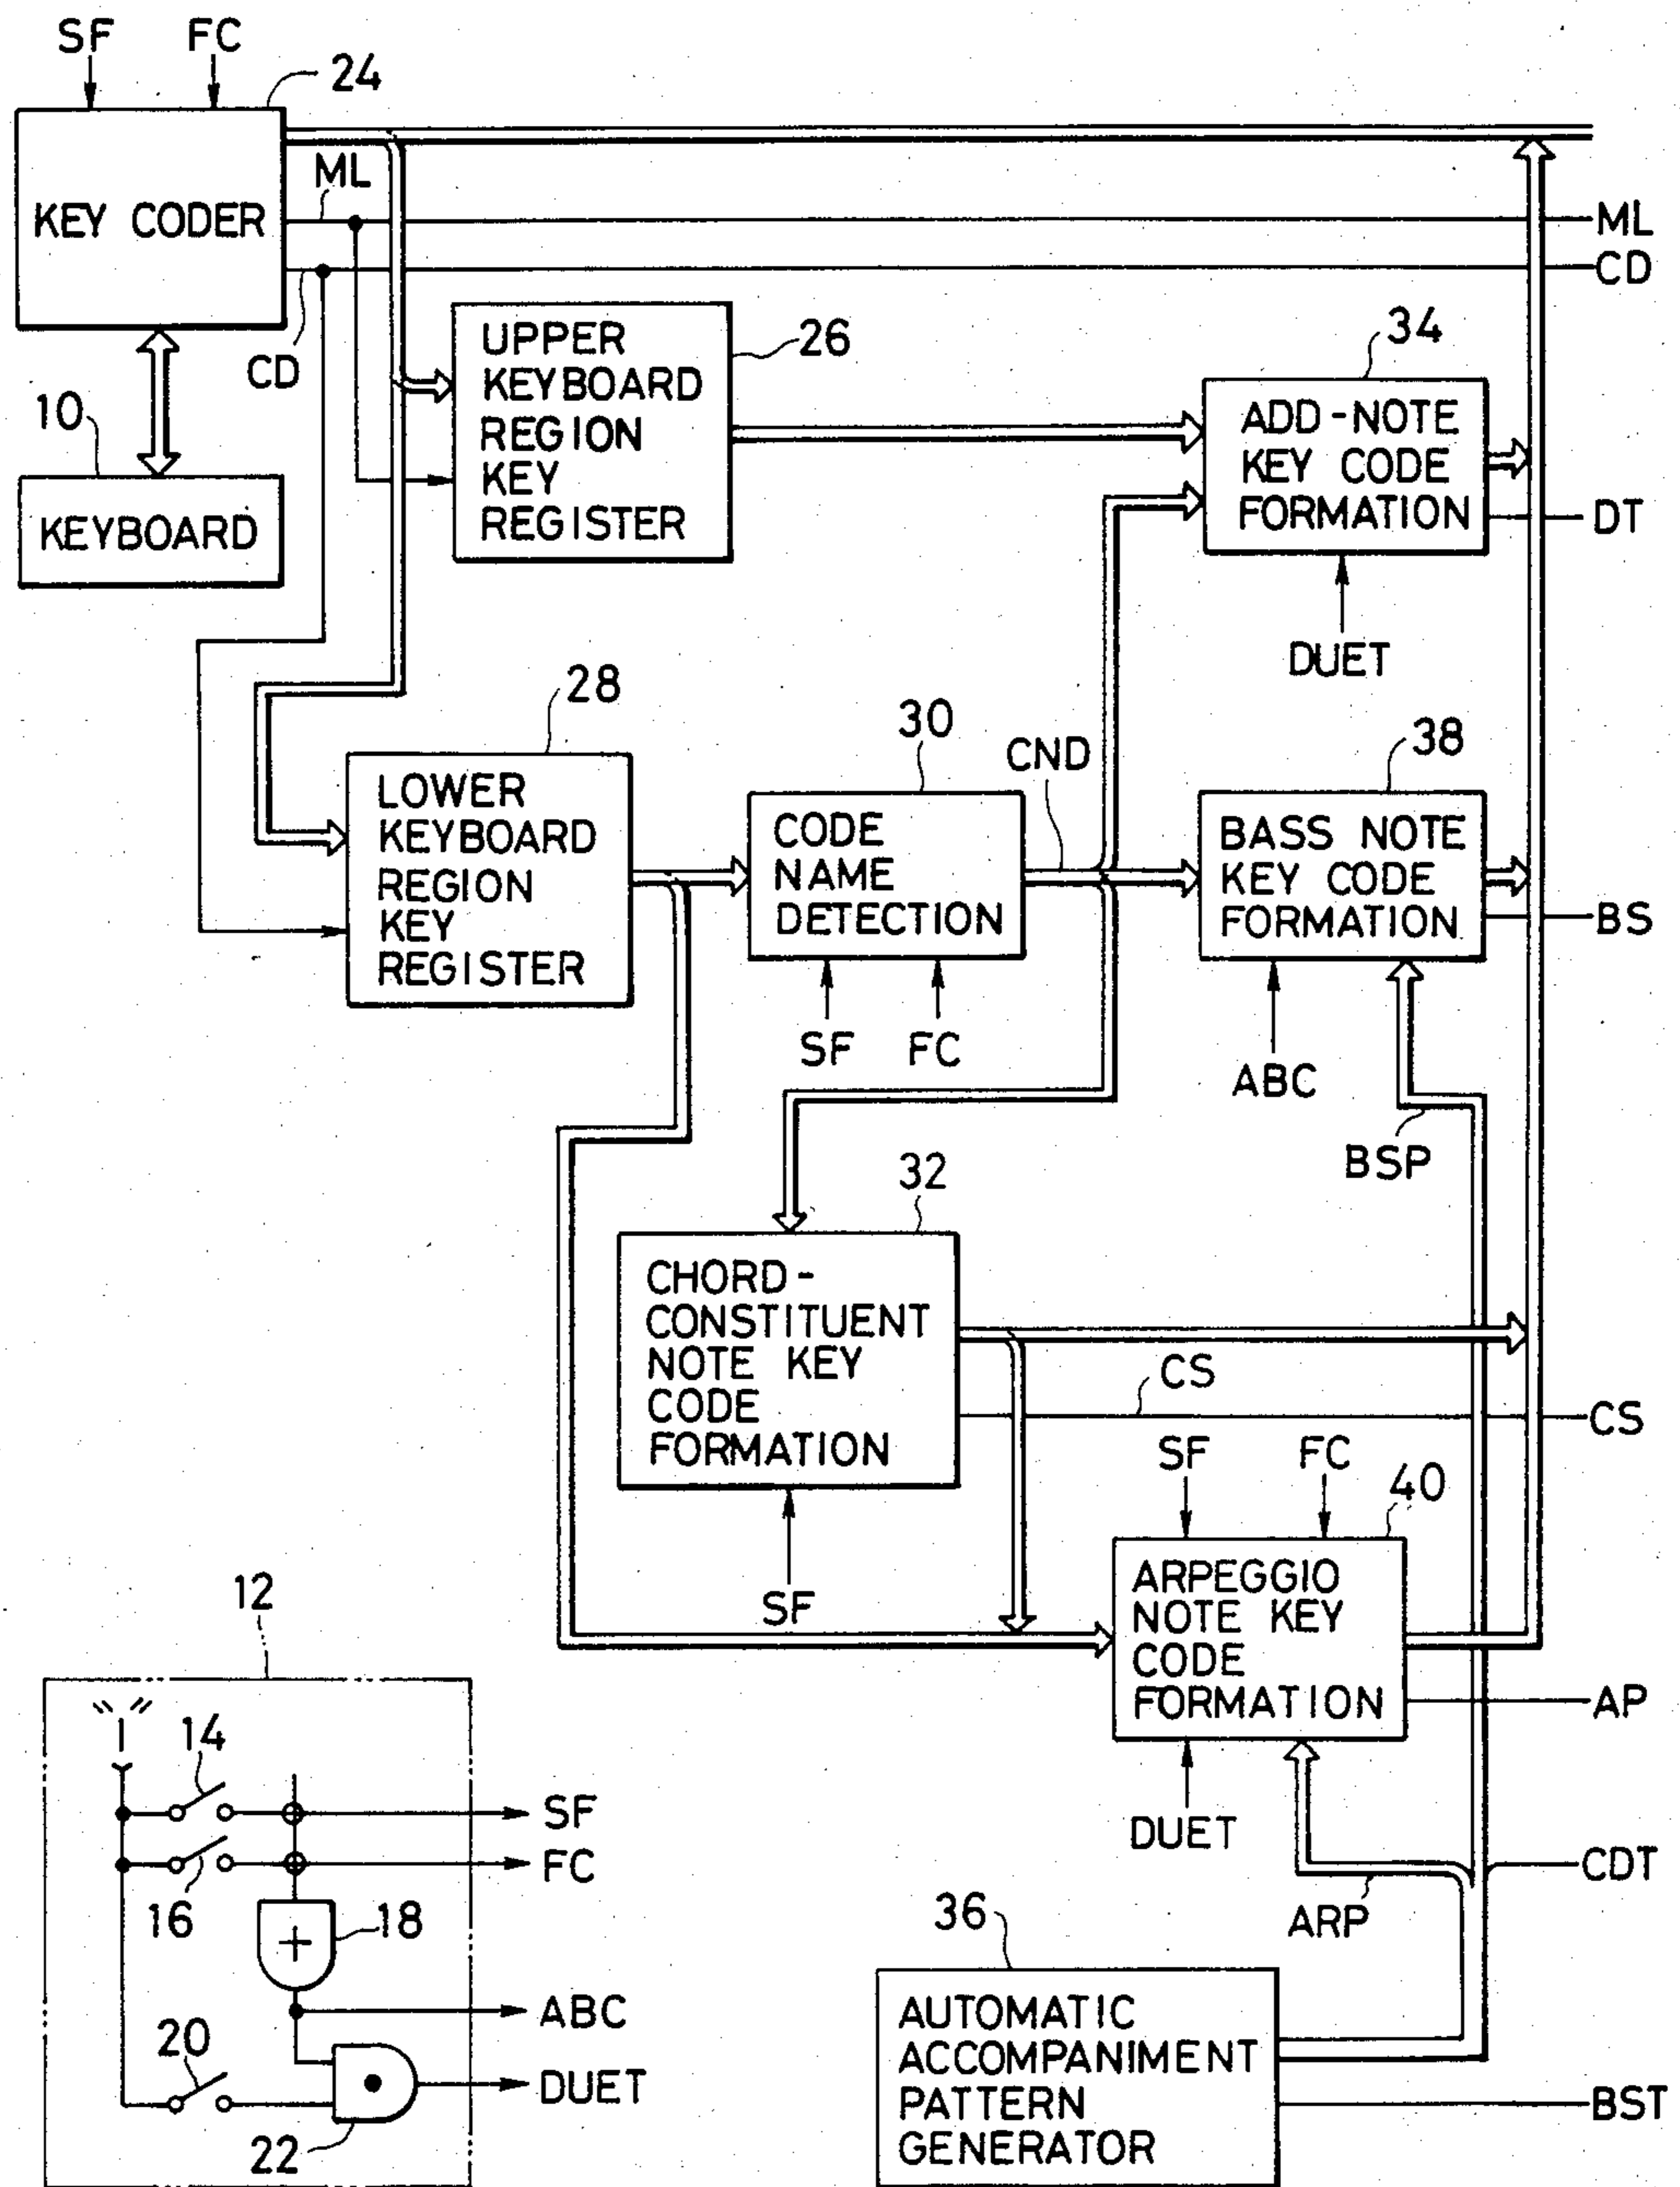 SF
FC
24
KEY CODER
ML
ML
CD
CD
10
KEYBOARD
UPPER
KEYBOARD
REGION
KEY
REGISTER
26
34
ADD-NOTE
KEY CODE
FORMATION
DT
DUET
28
LOWER
KEYBOARD
REGION
KEY
REGISTER
30
CODE
NAME
DETECTION
SF
FC
CND
38
BASS NOTE
KEY CODE
FORMATION
BS
ABC
BSP
32
CHORD-
CONSTITUENT
NOTE KEY
CODE
FORMATION
SF
CS
CS
SF
FC
40
ARPEGGIO
NOTE KEY
CODE
FORMATION
AP
DUET
ARP
CDT
12
"1"
14
SF
16
FC
18
+
ABC
20
22
DUET
36
AUTOMATIC
ACCOMPANIMENT
PATTERN
GENERATOR
BST